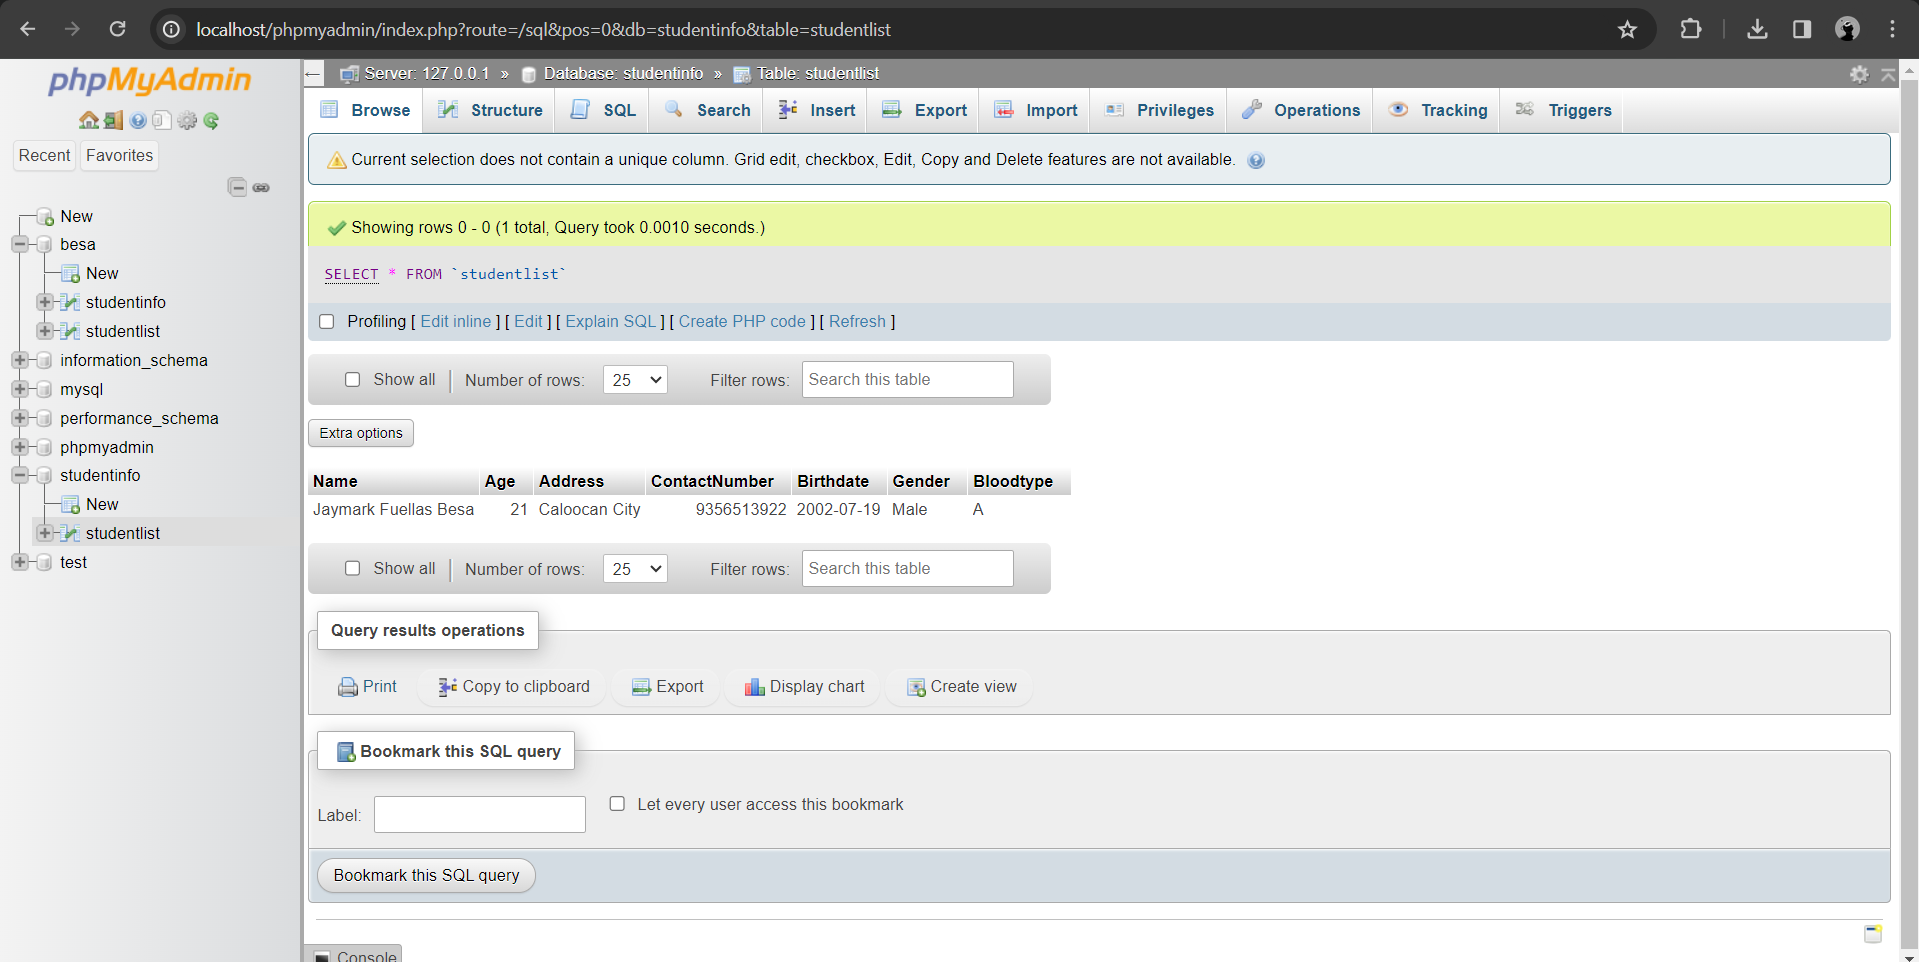 localhost/phpmyadmin/index.php?route=/sql&pos=0&db=studentinfo&table=studentlist
phpMyAdmin
Recent Favorites
New
besa
New
studentinfo
studentlist
information_schema
mysql
performance_schema
phpmyadmin
studentinfo
New
studentlist
test
Server: 127.0.0.1 » Database: studentinfo » Table: studentlist
Browse Structure SQL Search Insert Export Import Privileges Operations Tracking Triggers
Current selection does not contain a unique column. Grid edit, checkbox, Edit, Copy and Delete features are not available.
Showing rows 0 - 0 (1 total, Query took 0.0010 seconds.)
SELECT * FROM `studentlist`
Profiling [ Edit inline ] [ Edit ] [ Explain SQL ] [ Create PHP code ] [ Refresh ]
Show all | Number of rows: 25 Filter rows: Search this table
Extra options
Name Age Address ContactNumber Birthdate Gender Bloodtype
Jaymark Fuellas Besa 21 Caloocan City 9356513922 2002-07-19 Male A
Show all | Number of rows: 25 Filter rows: Search this table
Query results operations
Print Copy to clipboard Export Display chart Create view
Bookmark this SQL query
Label: Let every user access this bookmark
Bookmark this SQL query
Console